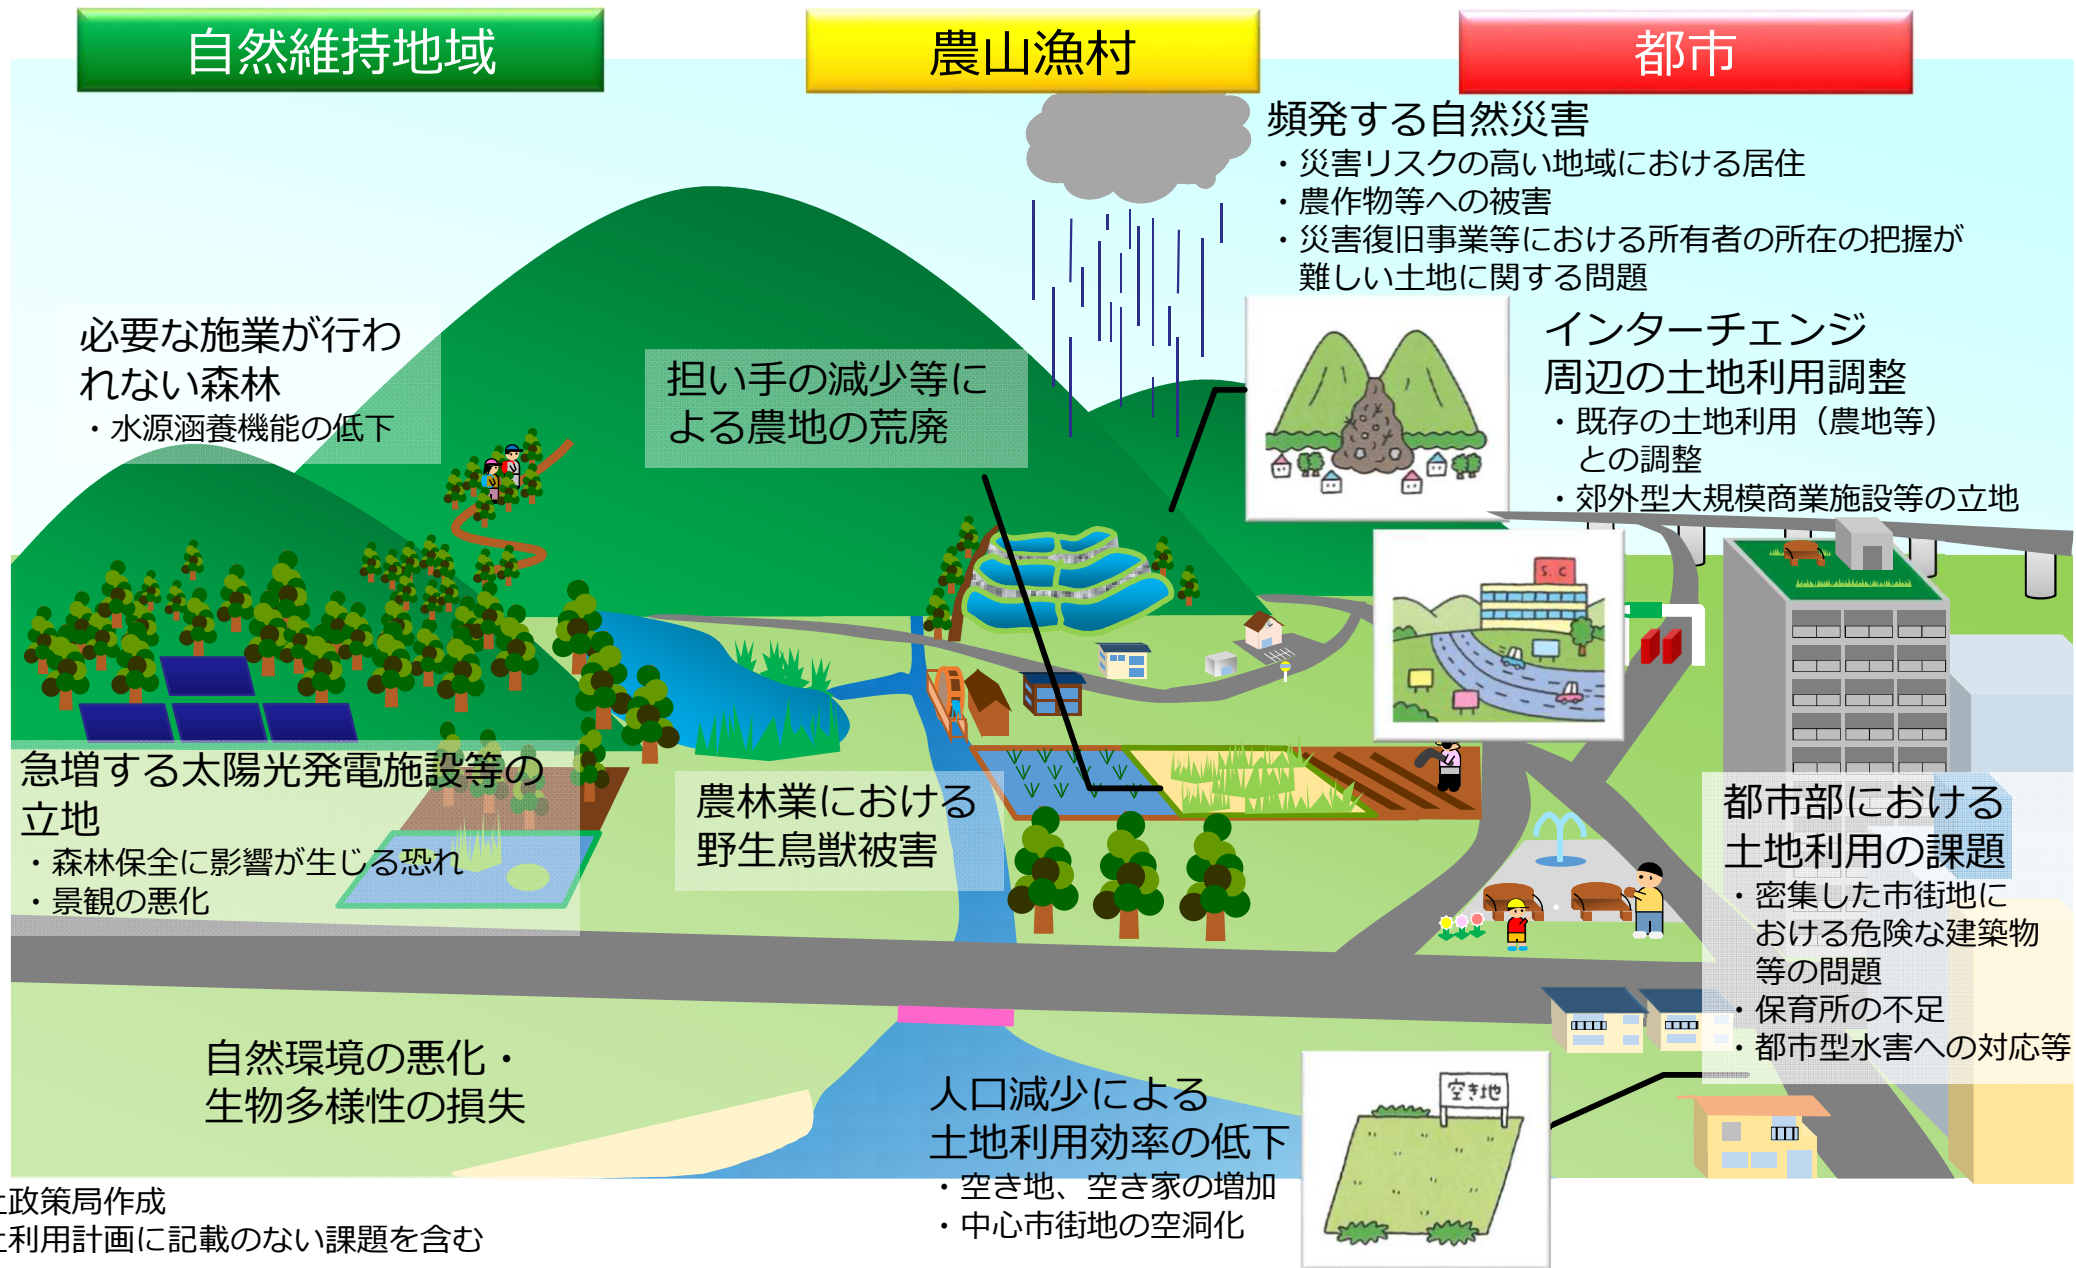 自然維持地域
農山漁村
都市
頻発する自然災害
・災害リスクの高い地域における居住
・農作物等への被害
・災害復旧事業等における所有者の所在の把握が
難しい土地に関する問題
必要な施業が行わ
れない森林
・水源涵養機能の低下
担い手の減少等に
よる農地の荒廃
インターチェンジ
周辺の土地利用調整
・既存の土地利用（農地等）
との調整
・郊外型大規模商業施設等の立地
S.C
急増する太陽光発電施設等の
立地
・森林保全に影響が生じる恐れ
・景観の悪化
農林業における
野生鳥獣被害
都市部における
土地利用の課題
・密集した市街地に
おける危険な建築物
等の問題
・保育所の不足
・都市型水害への対応等
自然環境の悪化・
生物多様性の損失
人口減少による
土地利用効率の低下
・空き地、空き家の増加
・中心市街地の空洞化
空き地
政策局作成
利用計画に記載のない課題を含む